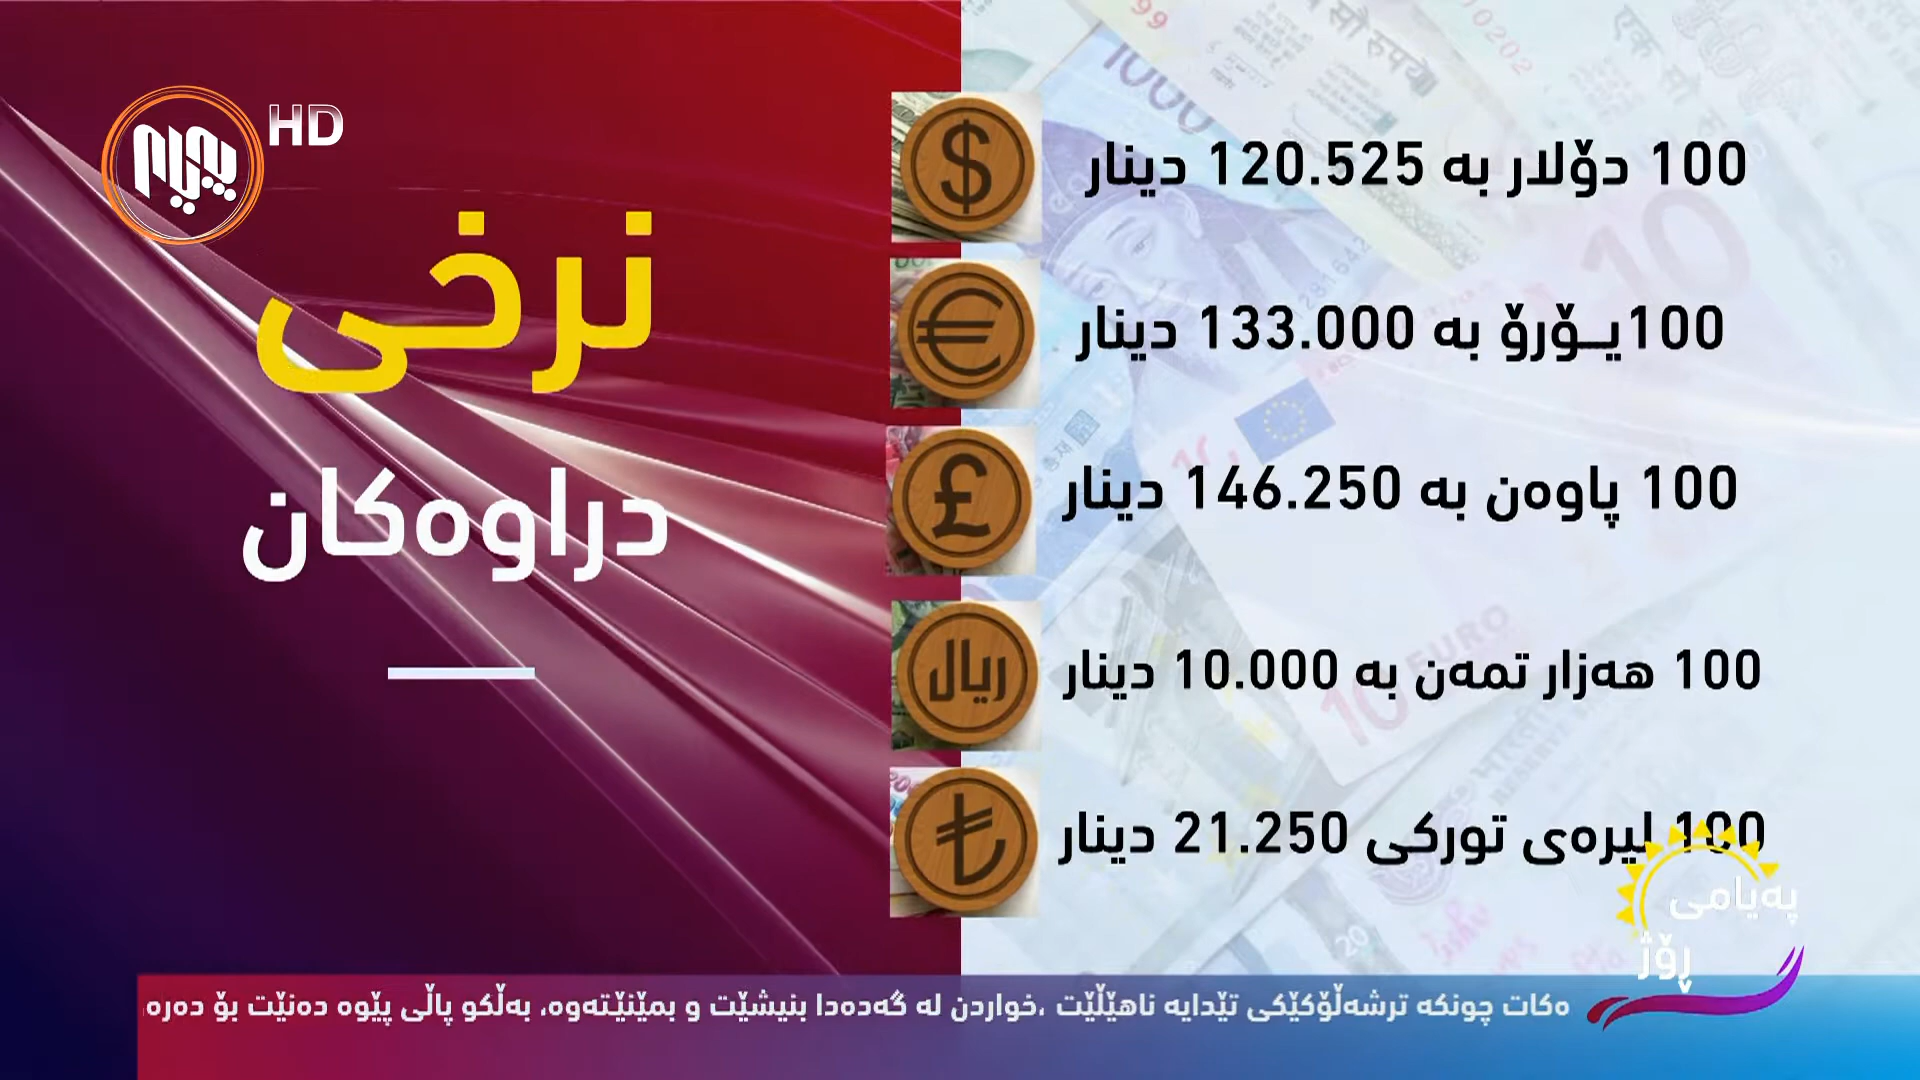 پەیام HD
نرخی
دراوەکان
100 دۆلار بە 120.525 دینار
100یـۆرۆ بە 133.000 دینار
100 پاوەن بە 146.250 دینار
ریال
100 هەزار تمەن بە 10.000 دینار
100 لیرەی تورکی 21.250 دینار
پەیامی
ڕۆژ
ەکات چونکە ترشەڵۆکێکی تێدایە ناهێڵێت ،خواردن لە گەدەدا بنیشێت و بمێنێتەوە، بەڵکو پاڵی پێوە دەنێت بۆ دەرە